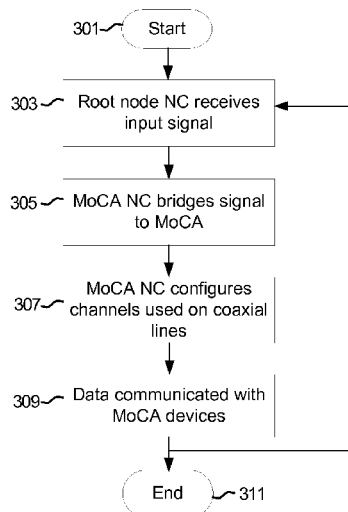 301
Start
303
Root node NC receives
input signal
305
MoCA NC bridges signal
to MoCA
307
MoCA NC configures
channels used on coaxial
lines
309
Data communicated with
MoCA devices
End
311